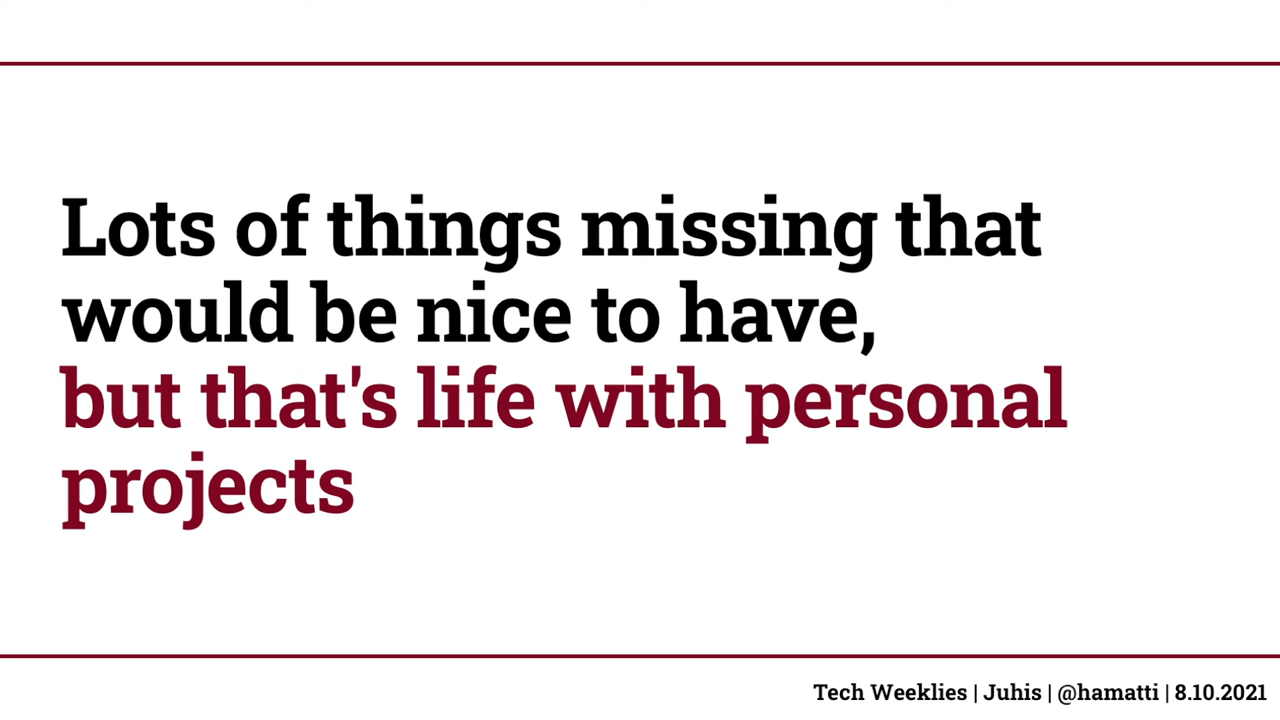 Lots of things missing that
would be nice to have,
but that's life with personal
projects
Tech Weeklies | Juhis | @hamatti | 8.10.2021